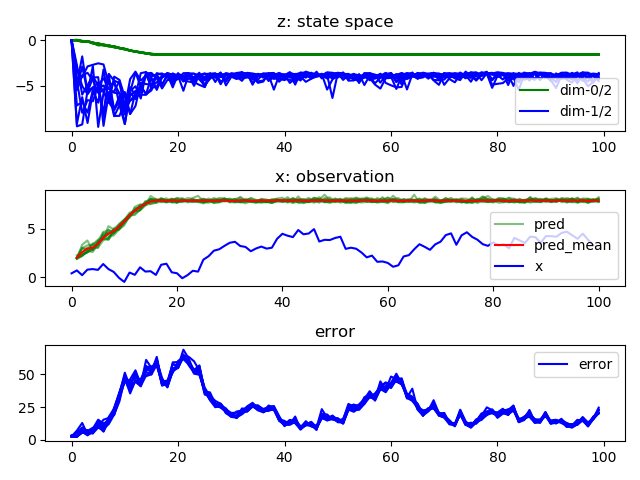 z: state space
0
−5
dim-0/2
dim-1/2
0 20 40 60 80 100
x: observation
5
0
pred
pred_mean
x
0 20 40 60 80 100
error
50
25
0
error
0 20 40 60 80 100